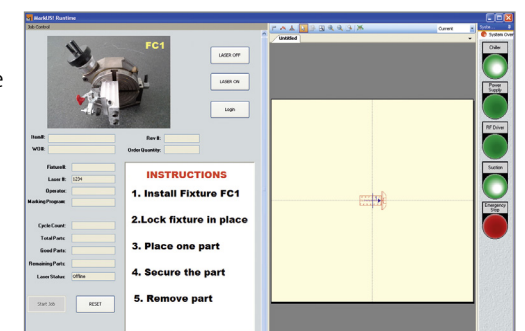 MarkUS! Runtime
Job Control
FC1
LASER OFF
LASER ON
Login
Item#:
Rev #:
WO#:
Order Quantity:
Fixture#:
Laser #: 1234
Operator:
Marking Program:
Cycle Count:
Total Parts:
Good Parts:
Remaining Parts:
Laser Status: Offline
Start Job
RESET
INSTRUCTIONS
1. Install Fixture FC1
2.Lock fixture in place
3. Place one part
4. Secure the part
5. Remove part
Current
Untitled
System Over
Chiller
Power
Supply
RF Driver
Suction
Emergency
Stop
e